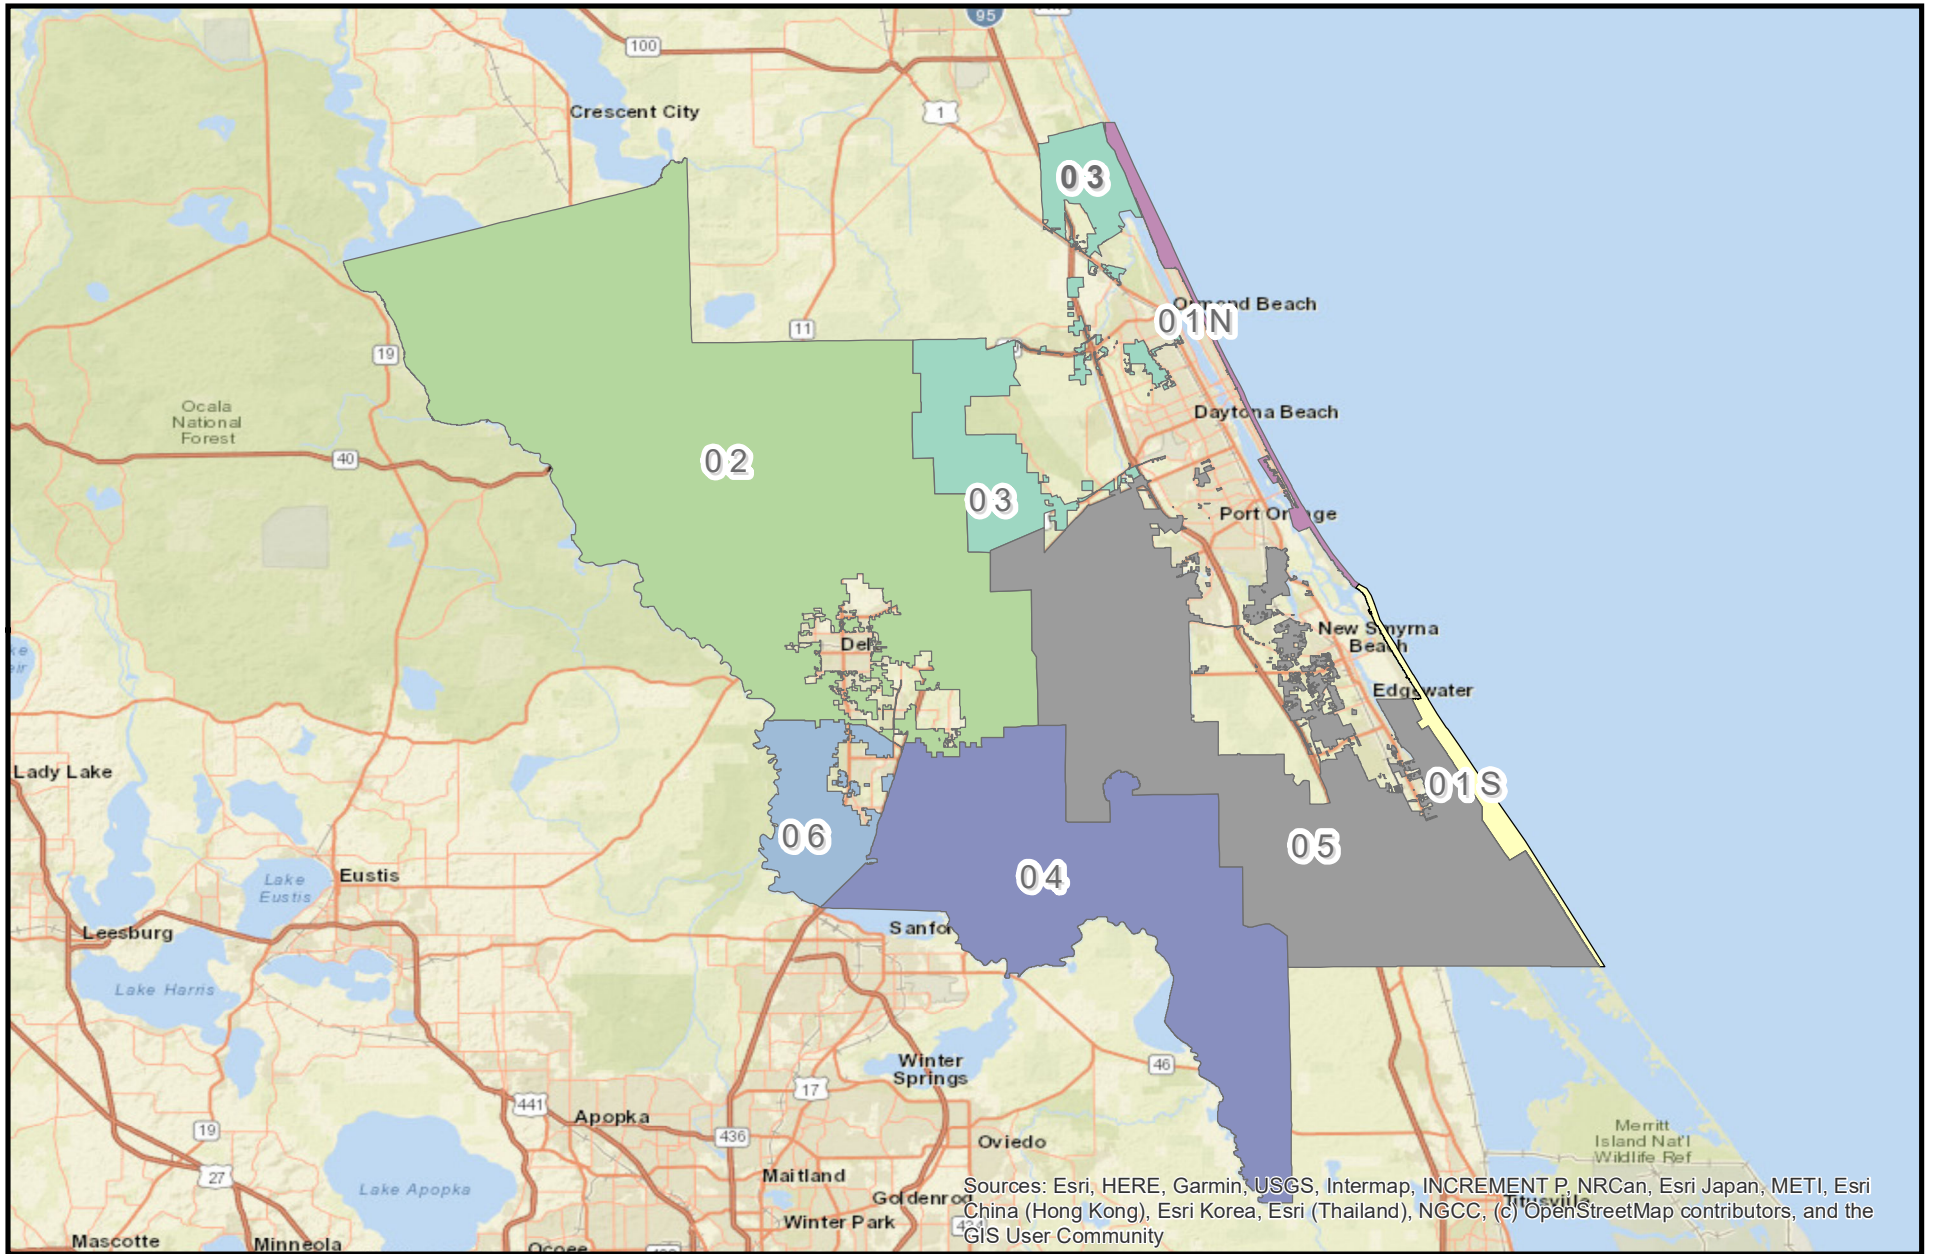 95
100
Crescent City
1
03
11
Ormond Beach
01N
19
Ocala
National
Forest
Daytona Beach
40
02
03
Port Orange
New Smyrna
Beach
Del
Edgewater
Lady Lake
01S
06
05
04
Lake
Eustis
Eustis
Leesburg
Sanfo
Lake Harris
Winter
Springs
46
17
441
Apopka
436
19
Oviedo
Merritt
Island Nat'l
Wildlife Ref
27
Maitland
Lake Apopka
Goldenrod
Titusville
Winter Park
434
Mascotte
Minneola
Ocoee
Sources: Esri, HERE, Garmin, USGS, Intermap, INCREMENT P, NRCan, Esri Japan, METI, Esri
China (Hong Kong), Esri Korea, Esri (Thailand), NGCC, (c) OpenStreetMap contributors, and the
GIS User Community